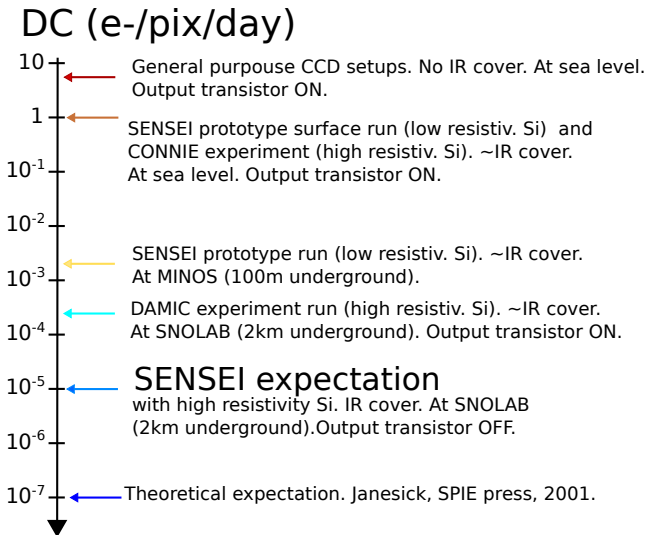 DC (e-/pix/day)
10
General purpouse CCD setups. No IR cover. At sea level.
Output transistor ON.
1
SENSEI prototype surface run (low resistiv. Si)  and
CONNIE experiment (high resistiv. Si). ~IR cover.
At sea level. Output transistor ON.
10⁻¹
10⁻²
SENSEI prototype run (low resistiv. Si). ~IR cover.
At MINOS (100m underground).
10⁻³
DAMIC experiment run (high resistiv. Si). ~IR cover.
At SNOLAB (2km underground). Output transistor ON.
10⁻⁴
SENSEI expectation
with high resistivity Si. IR cover. At SNOLAB
(2km underground).Output transistor OFF.
10⁻⁵
10⁻⁶
10⁻⁷
Theoretical expectation. Janesick, SPIE press, 2001.